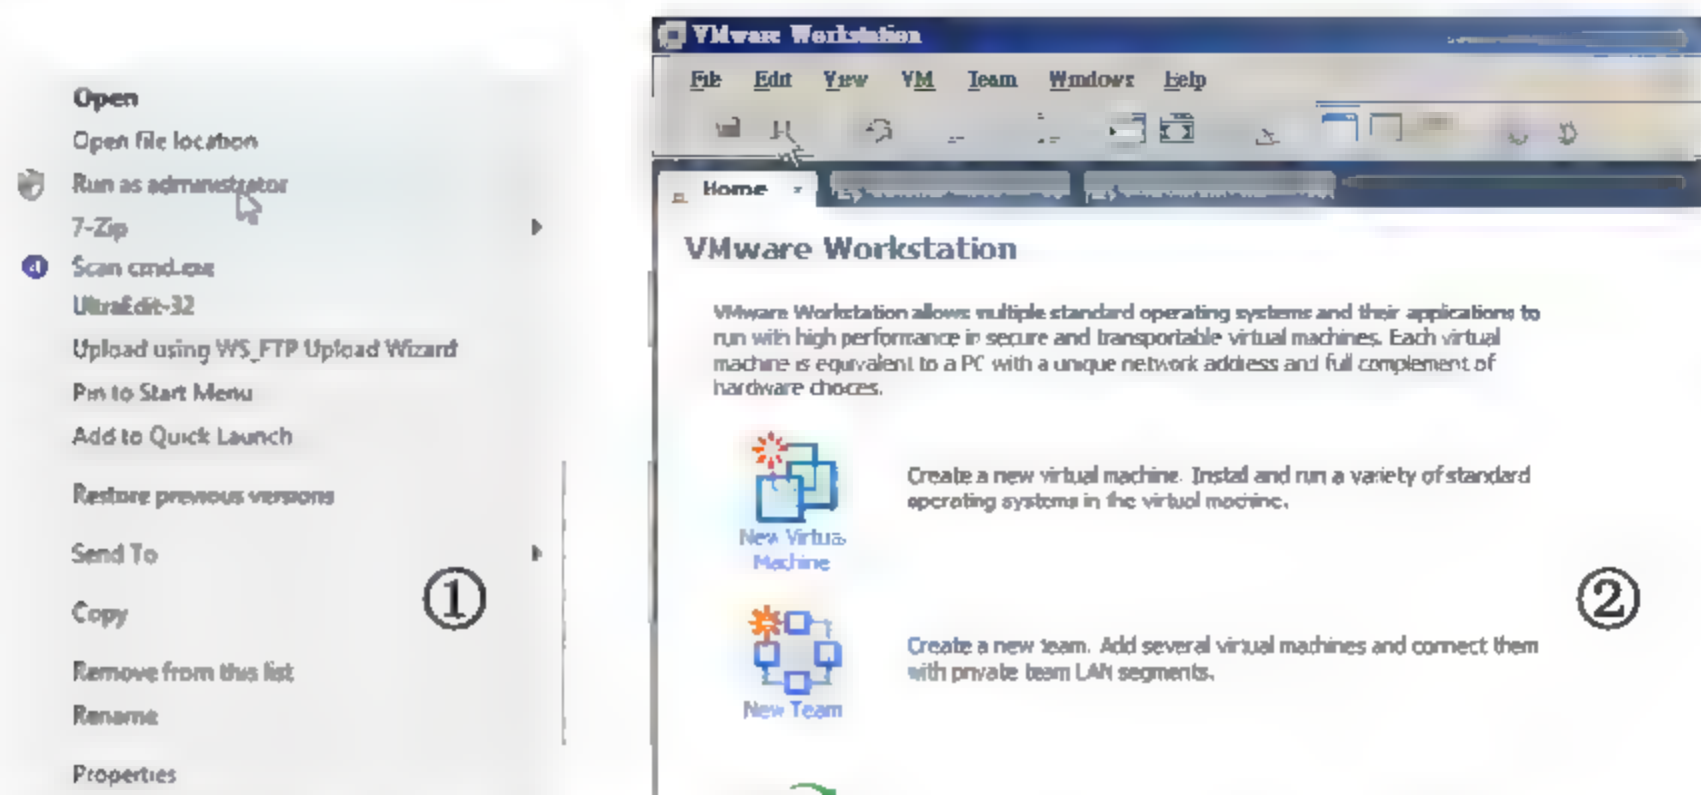 Open
Open file location
Run as administrator
7-Zip
Scan cmd.exe
UltraEdit-32
Upload using WS_FTP Upload Wizard
Pin to Start Menu
Add to Quick Launch
Restore previous versions
Send To
Copy
Remove from this list
Rename
Properties
①
VMware Workstation
File Edit View VM Team Windows Help
Home
VMware Workstation
VMware Workstation allows multiple standard operating systems and their applications to
run with high performance in secure and transportable virtual machines. Each virtual
machine is equivalent to a PC with a unique network address and full complement of
hardware choices.
New Virtual
Machine
Create a new virtual machine. Install and run a variety of standard
operating systems in the virtual machine.
New Team
Create a new team. Add several virtual machines and connect them
with private team LAN segments.
②